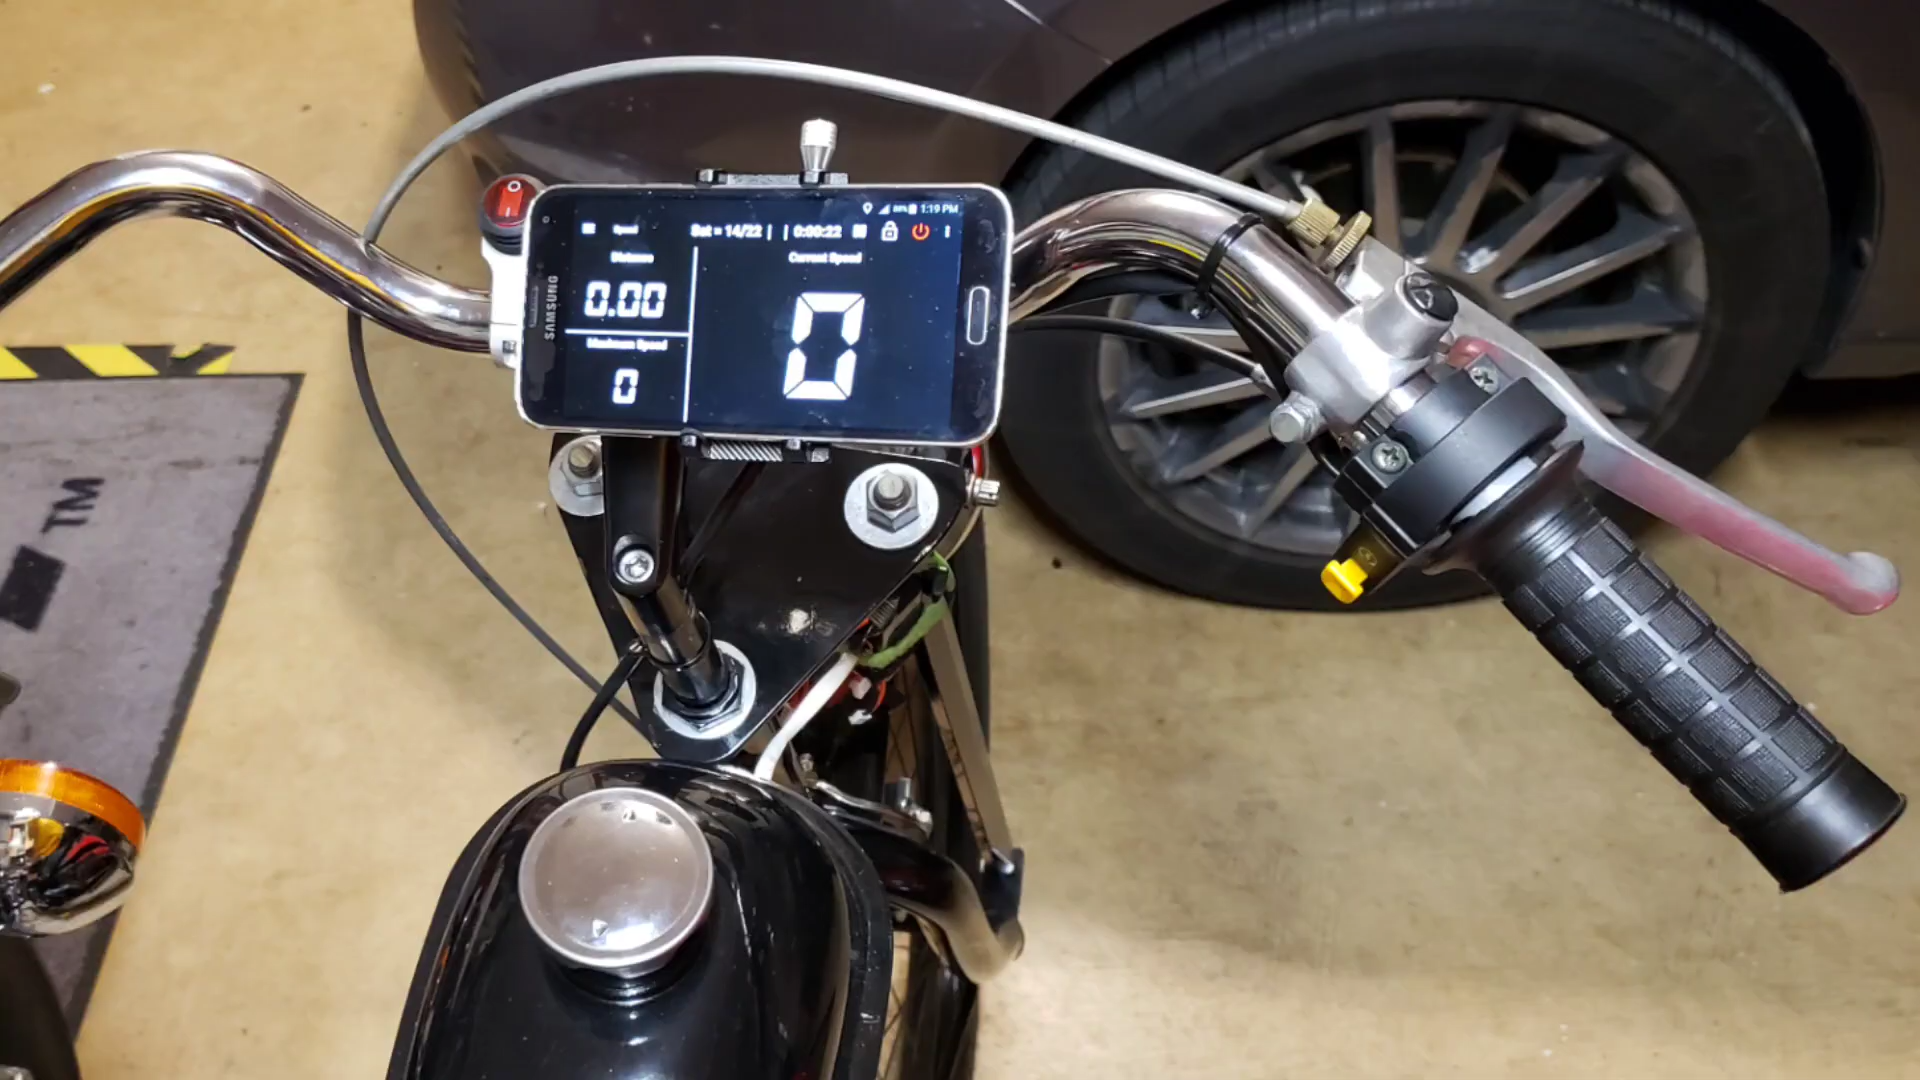 1:19 PM
Speed
Sat = 14/22 | | 0:00:22
Distance
Current Speed
0.00
0
Maximum Speed
0
SAMSUNG
TM